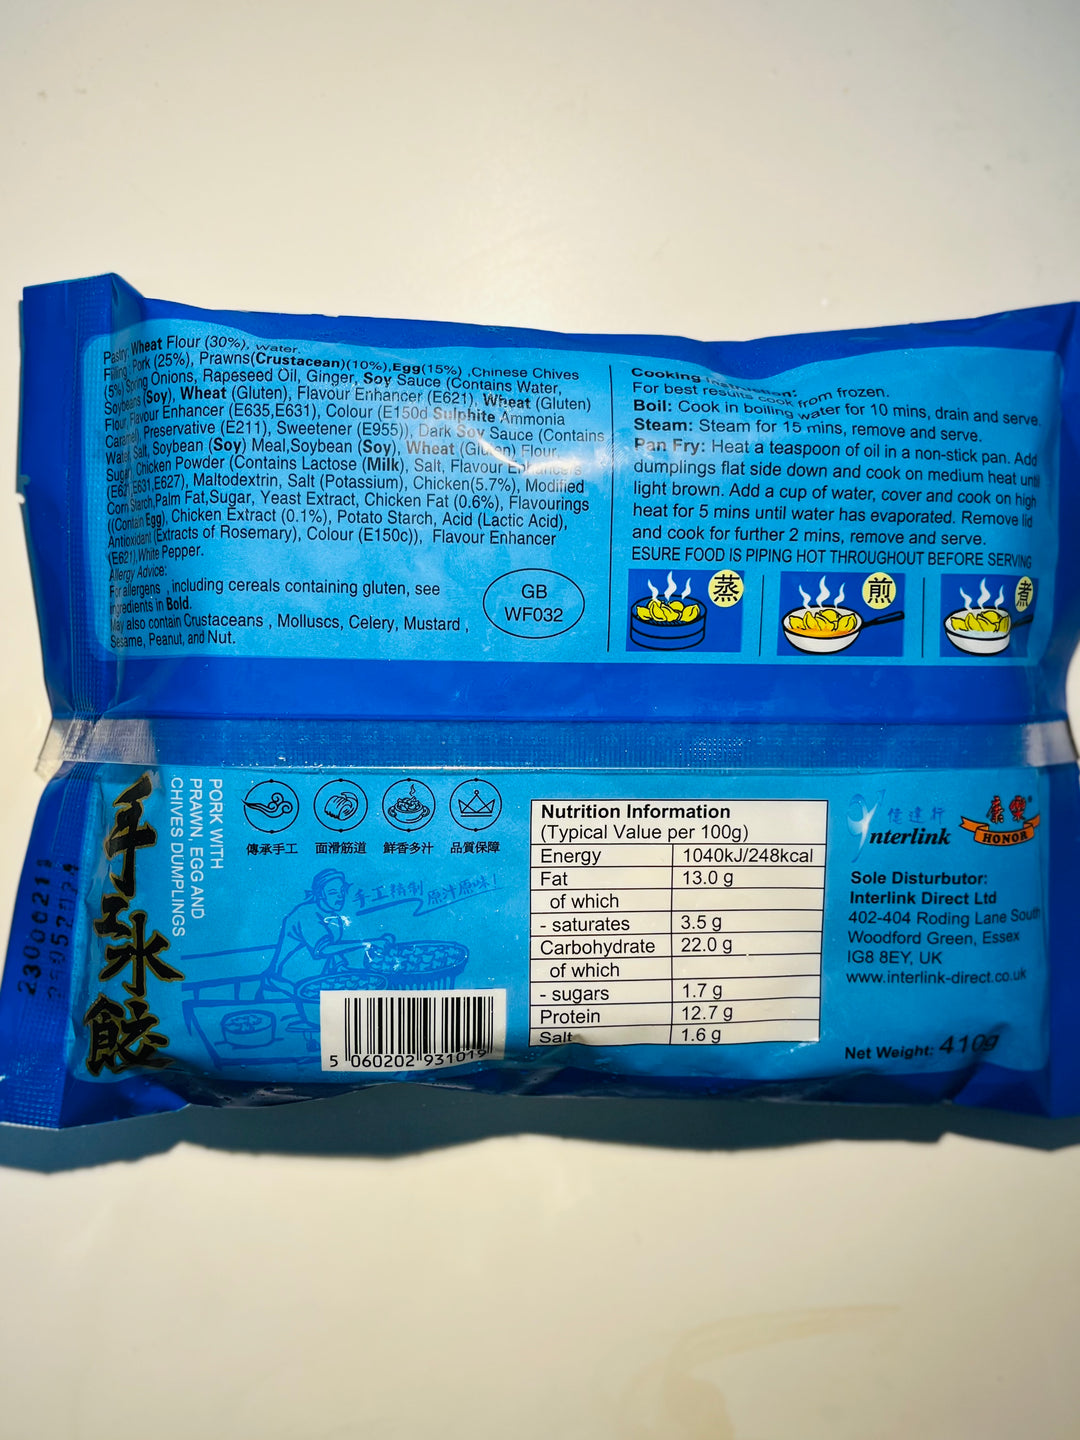 Pastry: Wheat Flour (30%), Water.
Filling: Pork (25%), Prawns(Crustacean)(10%),Egg(15%) ,Chinese Chives
(5%) Spring Onions, Rapeseed Oil, Ginger, Soy Sauce (Contains Water,
Soybeans (Soy), Wheat (Gluten), Flavour Enhancer (E621), Wheat (Gluten)
Flour, Flavour Enhancer (E635,E631), Colour (E150d Sulphite Ammonia
Caramel), Preservative (E211), Sweetener (E955)), Dark Soy Sauce (Contains
Water, Salt, Soybean (Soy) Meal,Soybean (Soy), Wheat (Gluten) Flour,
Sugar, Chicken Powder (Contains Lactose (Milk), Salt, Flavour Enhancers
(E621,E631,E627), Maltodextrin, Salt (Potassium), Chicken(5.7%), Modified
Corn Starch,Palm Fat,Sugar, Yeast Extract, Chicken Fat (0.6%), Flavourings
((Contain Egg), Chicken Extract (0.1%), Potato Starch, Acid (Lactic Acid),
Antioxidant (Extracts of Rosemary), Colour (E150c)), Flavour Enhancer
(E621),White Pepper.
Allergy Advice:
For allergens , including cereals containing gluten, see
ingredients in Bold.
May also contain Crustaceans , Molluscs, Celery, Mustard ,
Sesame, Peanut, and Nut.
GB
WF032
Cooking Instruction:
For best results cook from frozen.
Boil: Cook in boiling water for 10 mins, drain and serve.
Steam: Steam for 15 mins, remove and serve.
Pan Fry: Heat a teaspoon of oil in a non-stick pan. Add
dumplings flat side down and cook on medium heat until
light brown. Add a cup of water, cover and cook on high
heat for 5 mins until water has evaporated. Remove lid
and cook for further 2 mins, remove and serve.
ESURE FOOD IS PIPING HOT THROUGHOUT BEFORE SERVING
蒸
煎
煮
手工水餃
PORK WITH
PRAWN, EGG AND
CHIVES DUMPLINGS
傳承手工
面滑筋道
鮮香多汁
品質保障
手工精制
原汁原味!
5 060202 931019
Nutrition Information
(Typical Value per 100g)
Energy 1040kJ/248kcal
Fat 13.0 g
of which
- saturates 3.5 g
Carbohydrate 22.0 g
of which
- sugars 1.7 g
Protein 12.7 g
Salt 1.6 g
億達行
Interlink
康樂
HONOR
Sole Disturbutor:
Interlink Direct Ltd
402-404 Roding Lane South
Woodford Green, Essex
IG8 8EY, UK
www.interlink-direct.co.uk
Net Weight: 410g